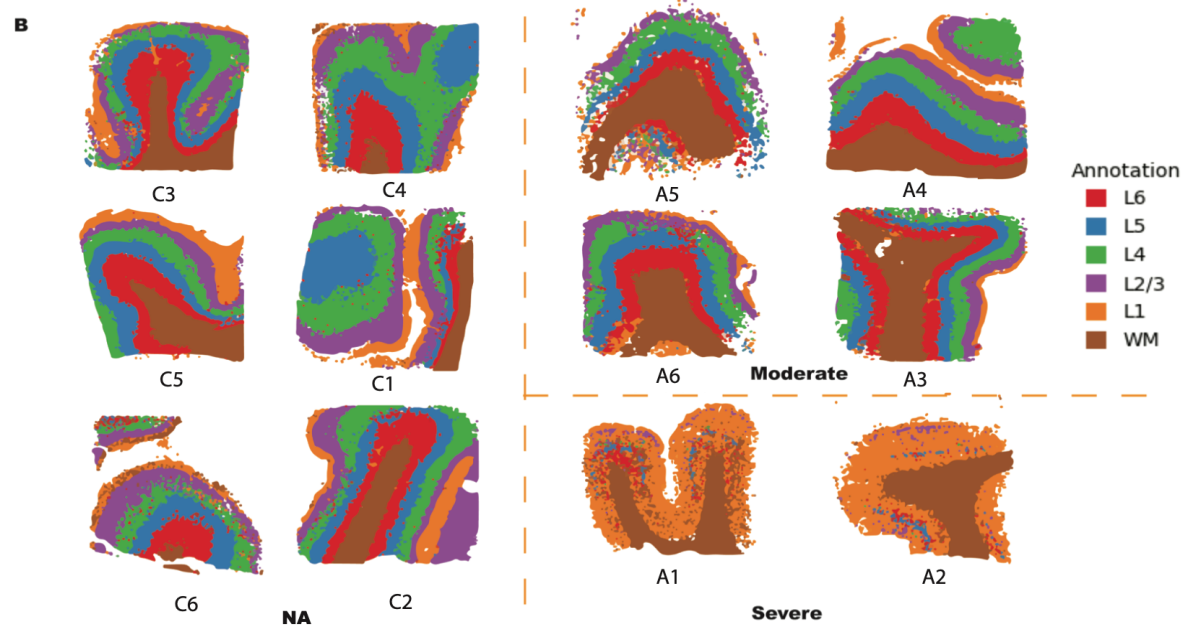 B
C3
C4
A5
A4
Annotation
L6
L5
L4
L2/3
L1
WM
C5
C1
A6
Moderate
A3
C6
C2
NA
A1
A2
Severe